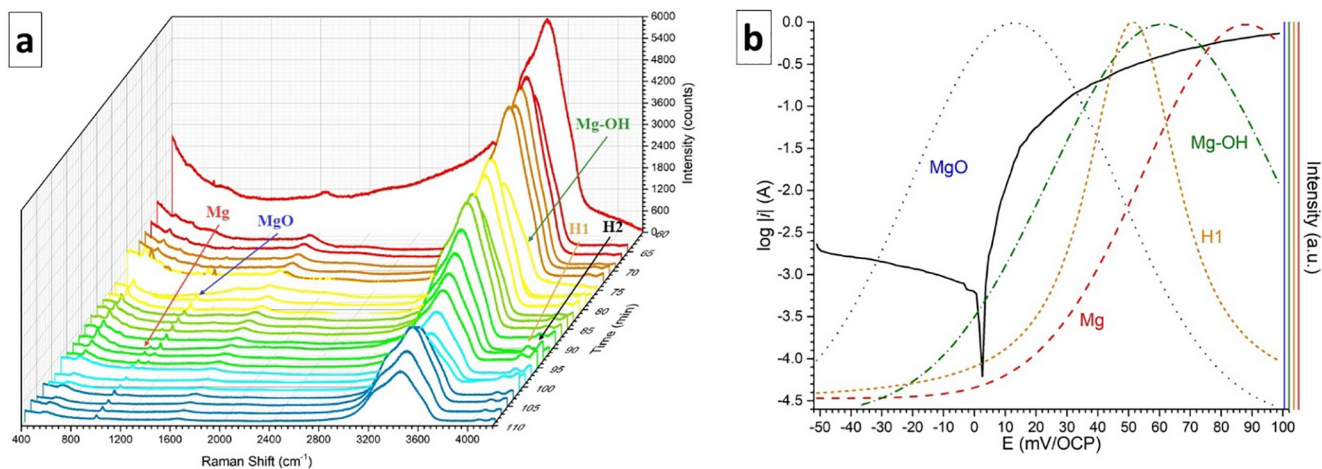 a
6000
5400
4800
4200
3600
3000
2400
1800
1200
600
0
Intensity (counts)
Mg-OH
Mg
MgO
H1
H2
60
65
70
75
80
85
90
95
100
105
110
Time (min)
400
800
1200
1600
2000
2400
2800
3200
3600
4000
Raman Shift (cm⁻¹)
b
0.0
-0.5
-1.0
-1.5
-2.0
-2.5
-3.0
-3.5
-4.0
-4.5
log |i| (A)
MgO
Mg-OH
H1
Mg
Intensity (a.u.)
-50 -40 -30 -20 -10 0 10 20 30 40 50 60 70 80 90 100
E (mV/OCP)